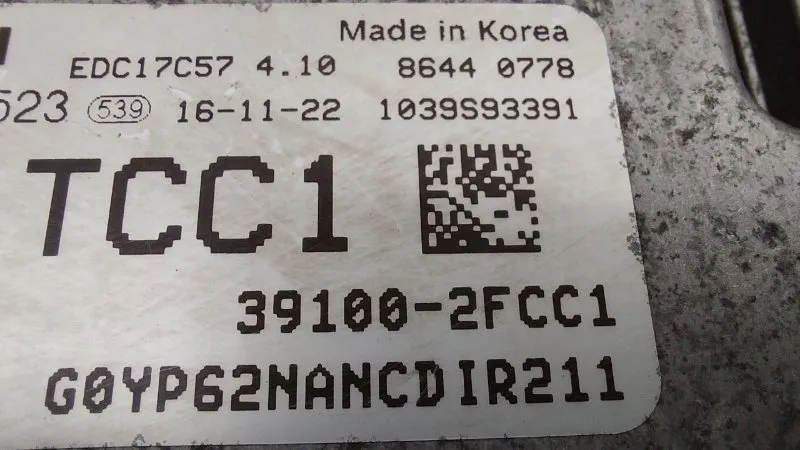 Made in Korea
EDC17C57 4.10 8644 0778
523 539 16-11-22 1039S93391
TCC1
39100-2FCC1
G0YP62NANCDIR211